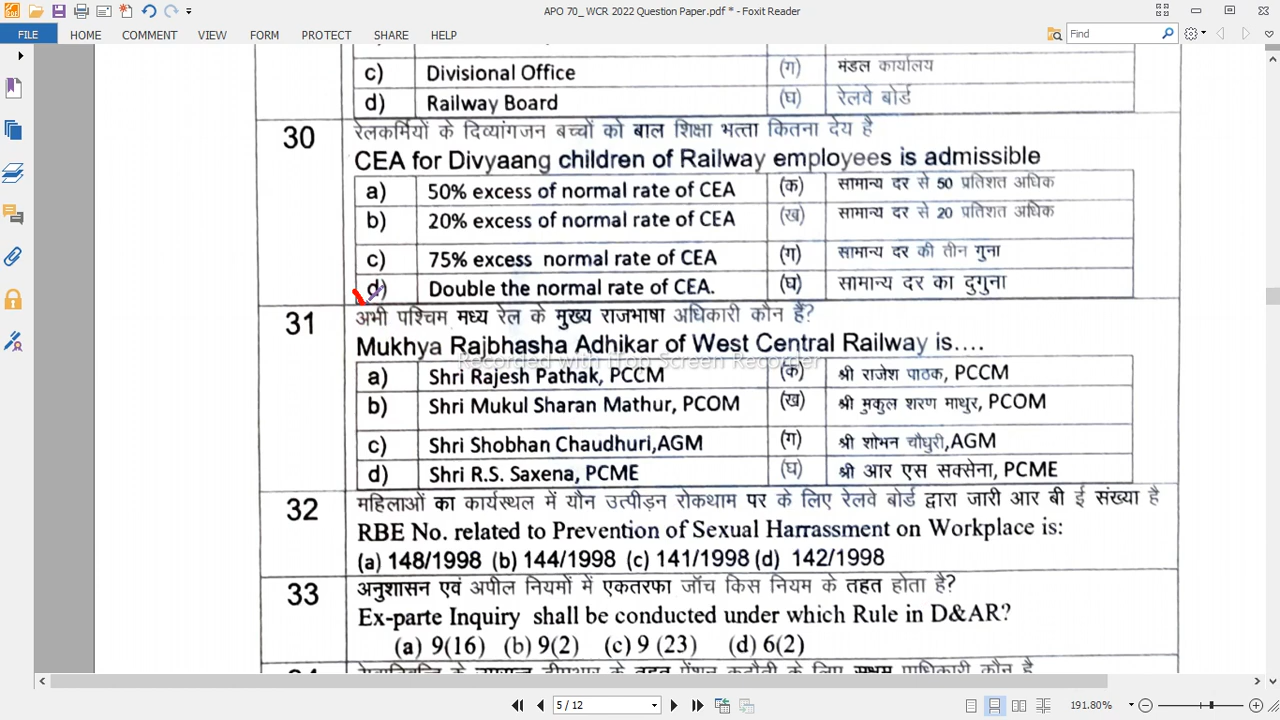 APO 70_ WCR 2022 Question Paper.pdf * - Foxit Reader
FILE HOME COMMENT VIEW FORM PROTECT SHARE HELP Find
c) Divisional Office (ग) मंडल कार्यालय
d) Railway Board (घ) रेलवे बोर्ड
30 रेलकर्मियों के दिव्यांगजन बच्चों को बाल शिक्षा भत्ता कितना देय है
CEA for Divyaang children of Railway employees is admissible
a) 50% excess of normal rate of CEA (क) सामान्य दर से 50 प्रतिशत अधिक
b) 20% excess of normal rate of CEA (ख) सामान्य दर से 20 प्रतिशत अधिक
c) 75% excess normal rate of CEA (ग) सामान्य दर की तीन गुना
d) Double the normal rate of CEA. (घ) सामान्य दर का दुगुना
31 अभी पश्चिम मध्य रेल के मुख्य राजभाषा अधिकारी कौन हैं?
Mukhya Rajbhasha Adhikar of West Central Railway is....
Recorded with iTop Screen Recorder
a) Shri Rajesh Pathak, PCCM (क) श्री राजेश पाठक, PCCM
b) Shri Mukul Sharan Mathur, PCOM (ख) श्री मुकुल शरण माथुर, PCOM
c) Shri Shobhan Chaudhuri,AGM (ग) श्री शोभन चौधुरी,AGM
d) Shri R.S. Saxena, PCME (घ) श्री आर एस सक्सेना, PCME
32 महिलाओं का कार्यस्थल में यौन उत्पीड़न रोकथाम पर के लिए रेलवे बोर्ड द्वारा जारी आर बी ई संख्या है
RBE No. related to Prevention of Sexual Harrassment on Workplace is:
(a) 148/1998 (b) 144/1998 (c) 141/1998 (d) 142/1998
33 अनुशासन एवं अपील नियमों में एकतरफा जॉच किस नियम के तहत होता है?
Ex-parte Inquiry shall be conducted under which Rule in D&AR?
(a) 9(16) (b) 9(2) (c) 9 (23) (d) 6(2)
5 / 12 191.80%